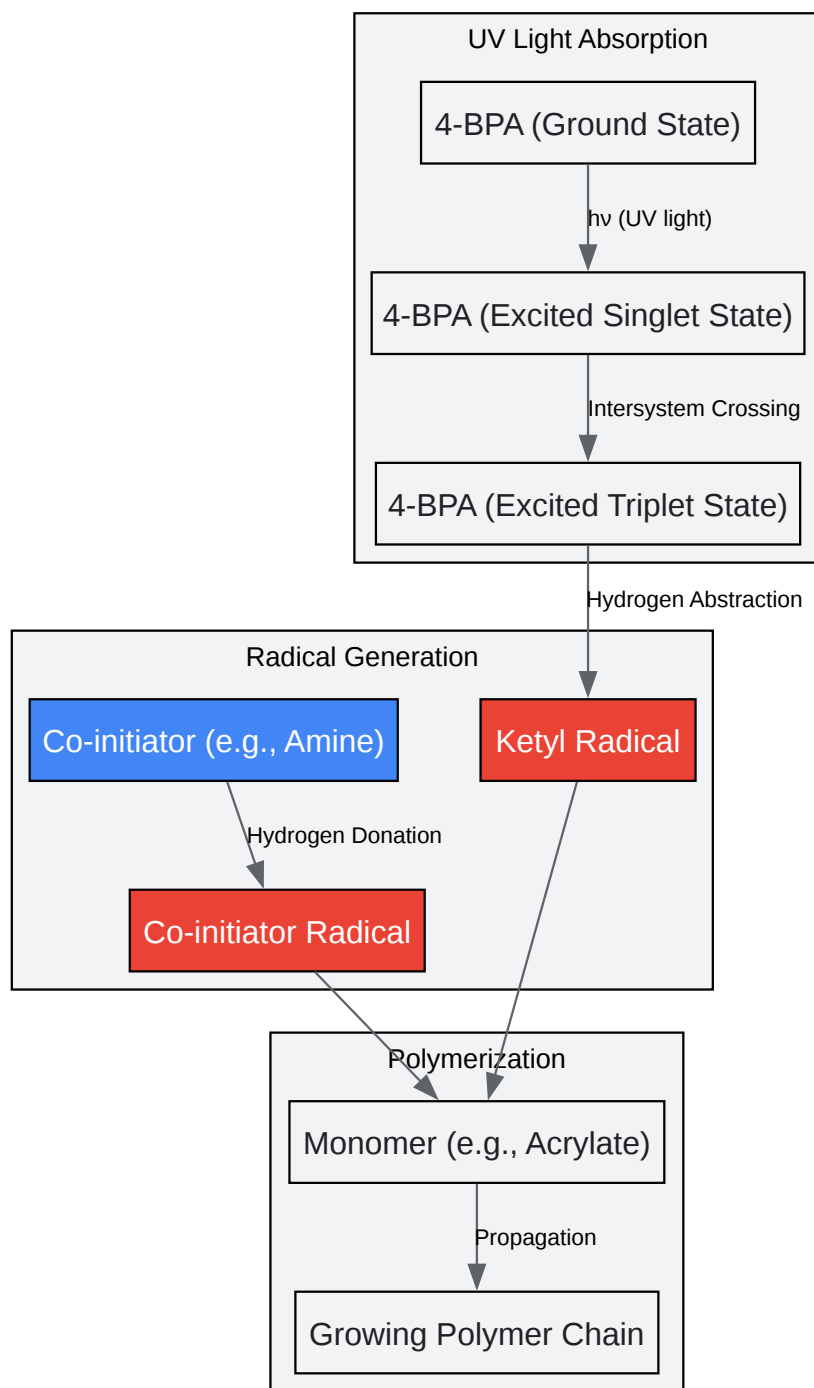 UV Light Absorption
4-BPA (Ground State)
hν (UV light)
4-BPA (Excited Singlet State)
Intersystem Crossing
4-BPA (Excited Triplet State)
Hydrogen Abstraction
Radical Generation
Co-initiator (e.g., Amine)
Ketyl Radical
Hydrogen Donation
Co-initiator Radical
Polymerization
Monomer (e.g., Acrylate)
Propagation
Growing Polymer Chain